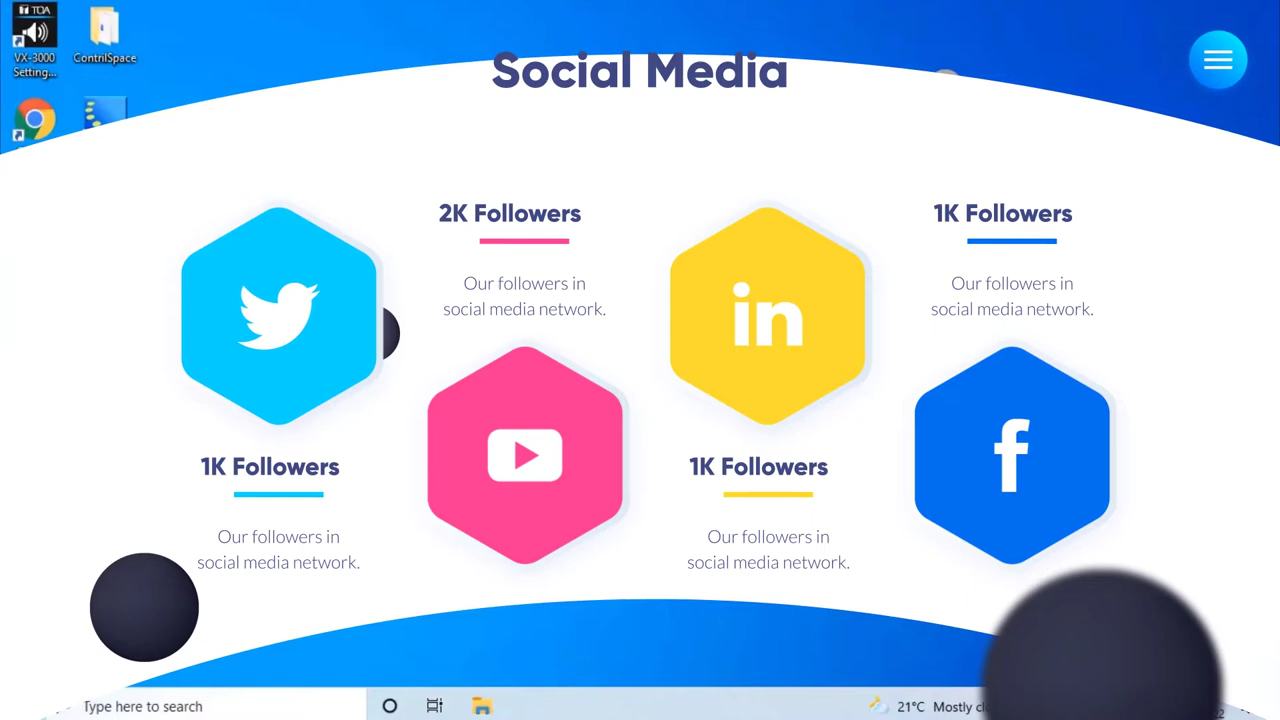 TOA
VX-3000
Setting...
ContrilSpace
Social Media
2K Followers
Our followers in
social media network.
1K Followers
Our followers in
social media network.
in
f
1K Followers
Our followers in
social media network.
1K Followers
Our followers in
social media network.
Type here to search
21°C Mostly